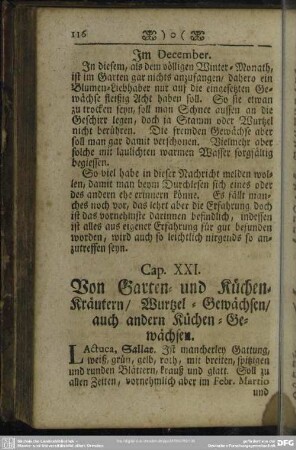 116 )o(
Im December.
In diesem, als dem völligen Winter-Monath,
ist im Garten gar nichts anzufangen, dahero ein
Blumen-Liebhaber nur auf die eingesetzten Ge-
wächse fleißig Acht haben soll. So sie etwan
zu trocken seyn, soll man Schnee aussen an die
Geschirr legen, doch ja Stamm oder Wurtzel
nicht berühren. Die fremden Gewächse aber
soll man gar damit verschonen. Vielmehr aber
solche mit laulichten warmen Wasser sorgfältig
begiessen.
So viel habe in dieser Nachricht melden wol-
len, damit man beym Durchlesen sich eines oder
des andern ehe erinnern könne. Es fällt man-
ches noch vor, das lehrt aber die Erfahrung doch
ist das vornehmste darinnen befindlich, indessen
ist alles aus eigener Erfahrung für gut befunden
worden, wird auch so leichtlich nirgends so an-
zutreffen seyn.
Cap. XXI.
Von Garten- und Küchen-
Kräutern/ Wurtzel-Gewächsen/
auch andern Küchen-Ge-
wächsen.
LActuca, Sallat. Ist mancherley Gattung,
weiß, grün, gelb, roth, mit breiten, spitzigen
und runden Blättern, krauß und glatt. Soll zu
allen Zeiten, vornehmlich aber im Febr. Martio
und